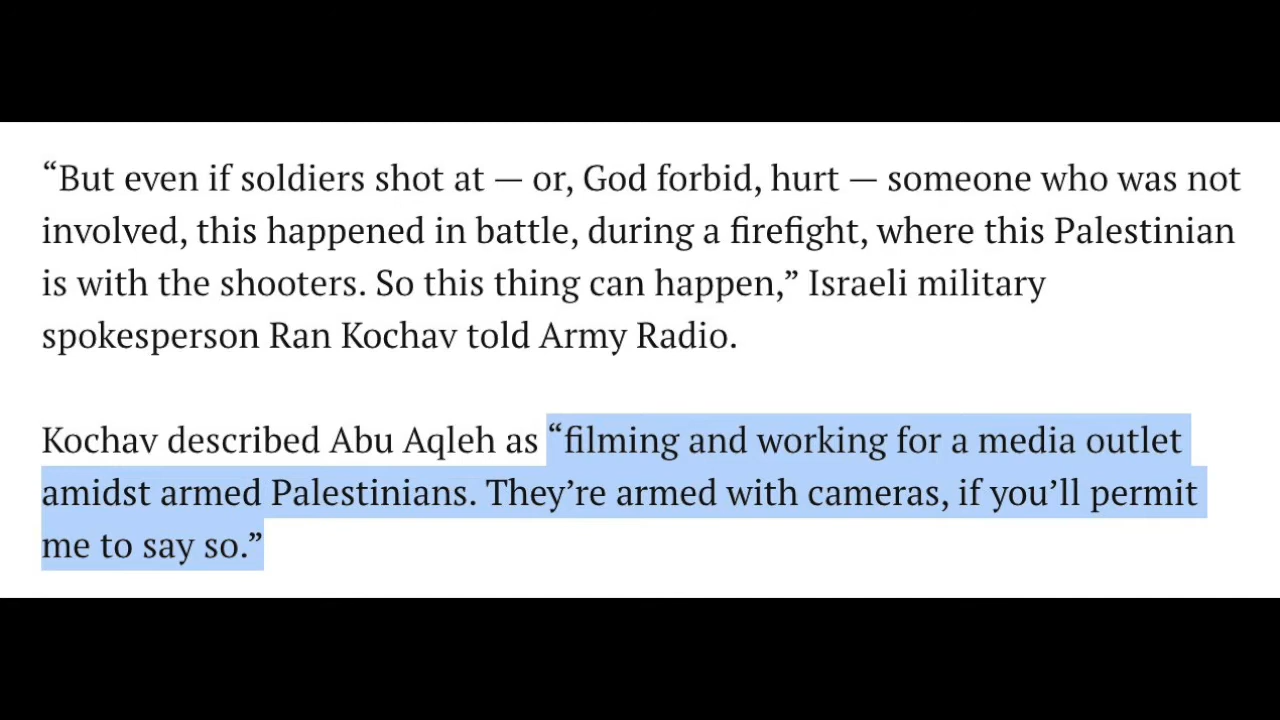 “But even if soldiers shot at — or, God forbid, hurt — someone who was not
involved, this happened in battle, during a firefight, where this Palestinian
is with the shooters. So this thing can happen,” Israeli military
spokesperson Ran Kochav told Army Radio.
Kochav described Abu Aqleh as “filming and working for a media outlet
amidst armed Palestinians. They’re armed with cameras, if you’ll permit
me to say so.”